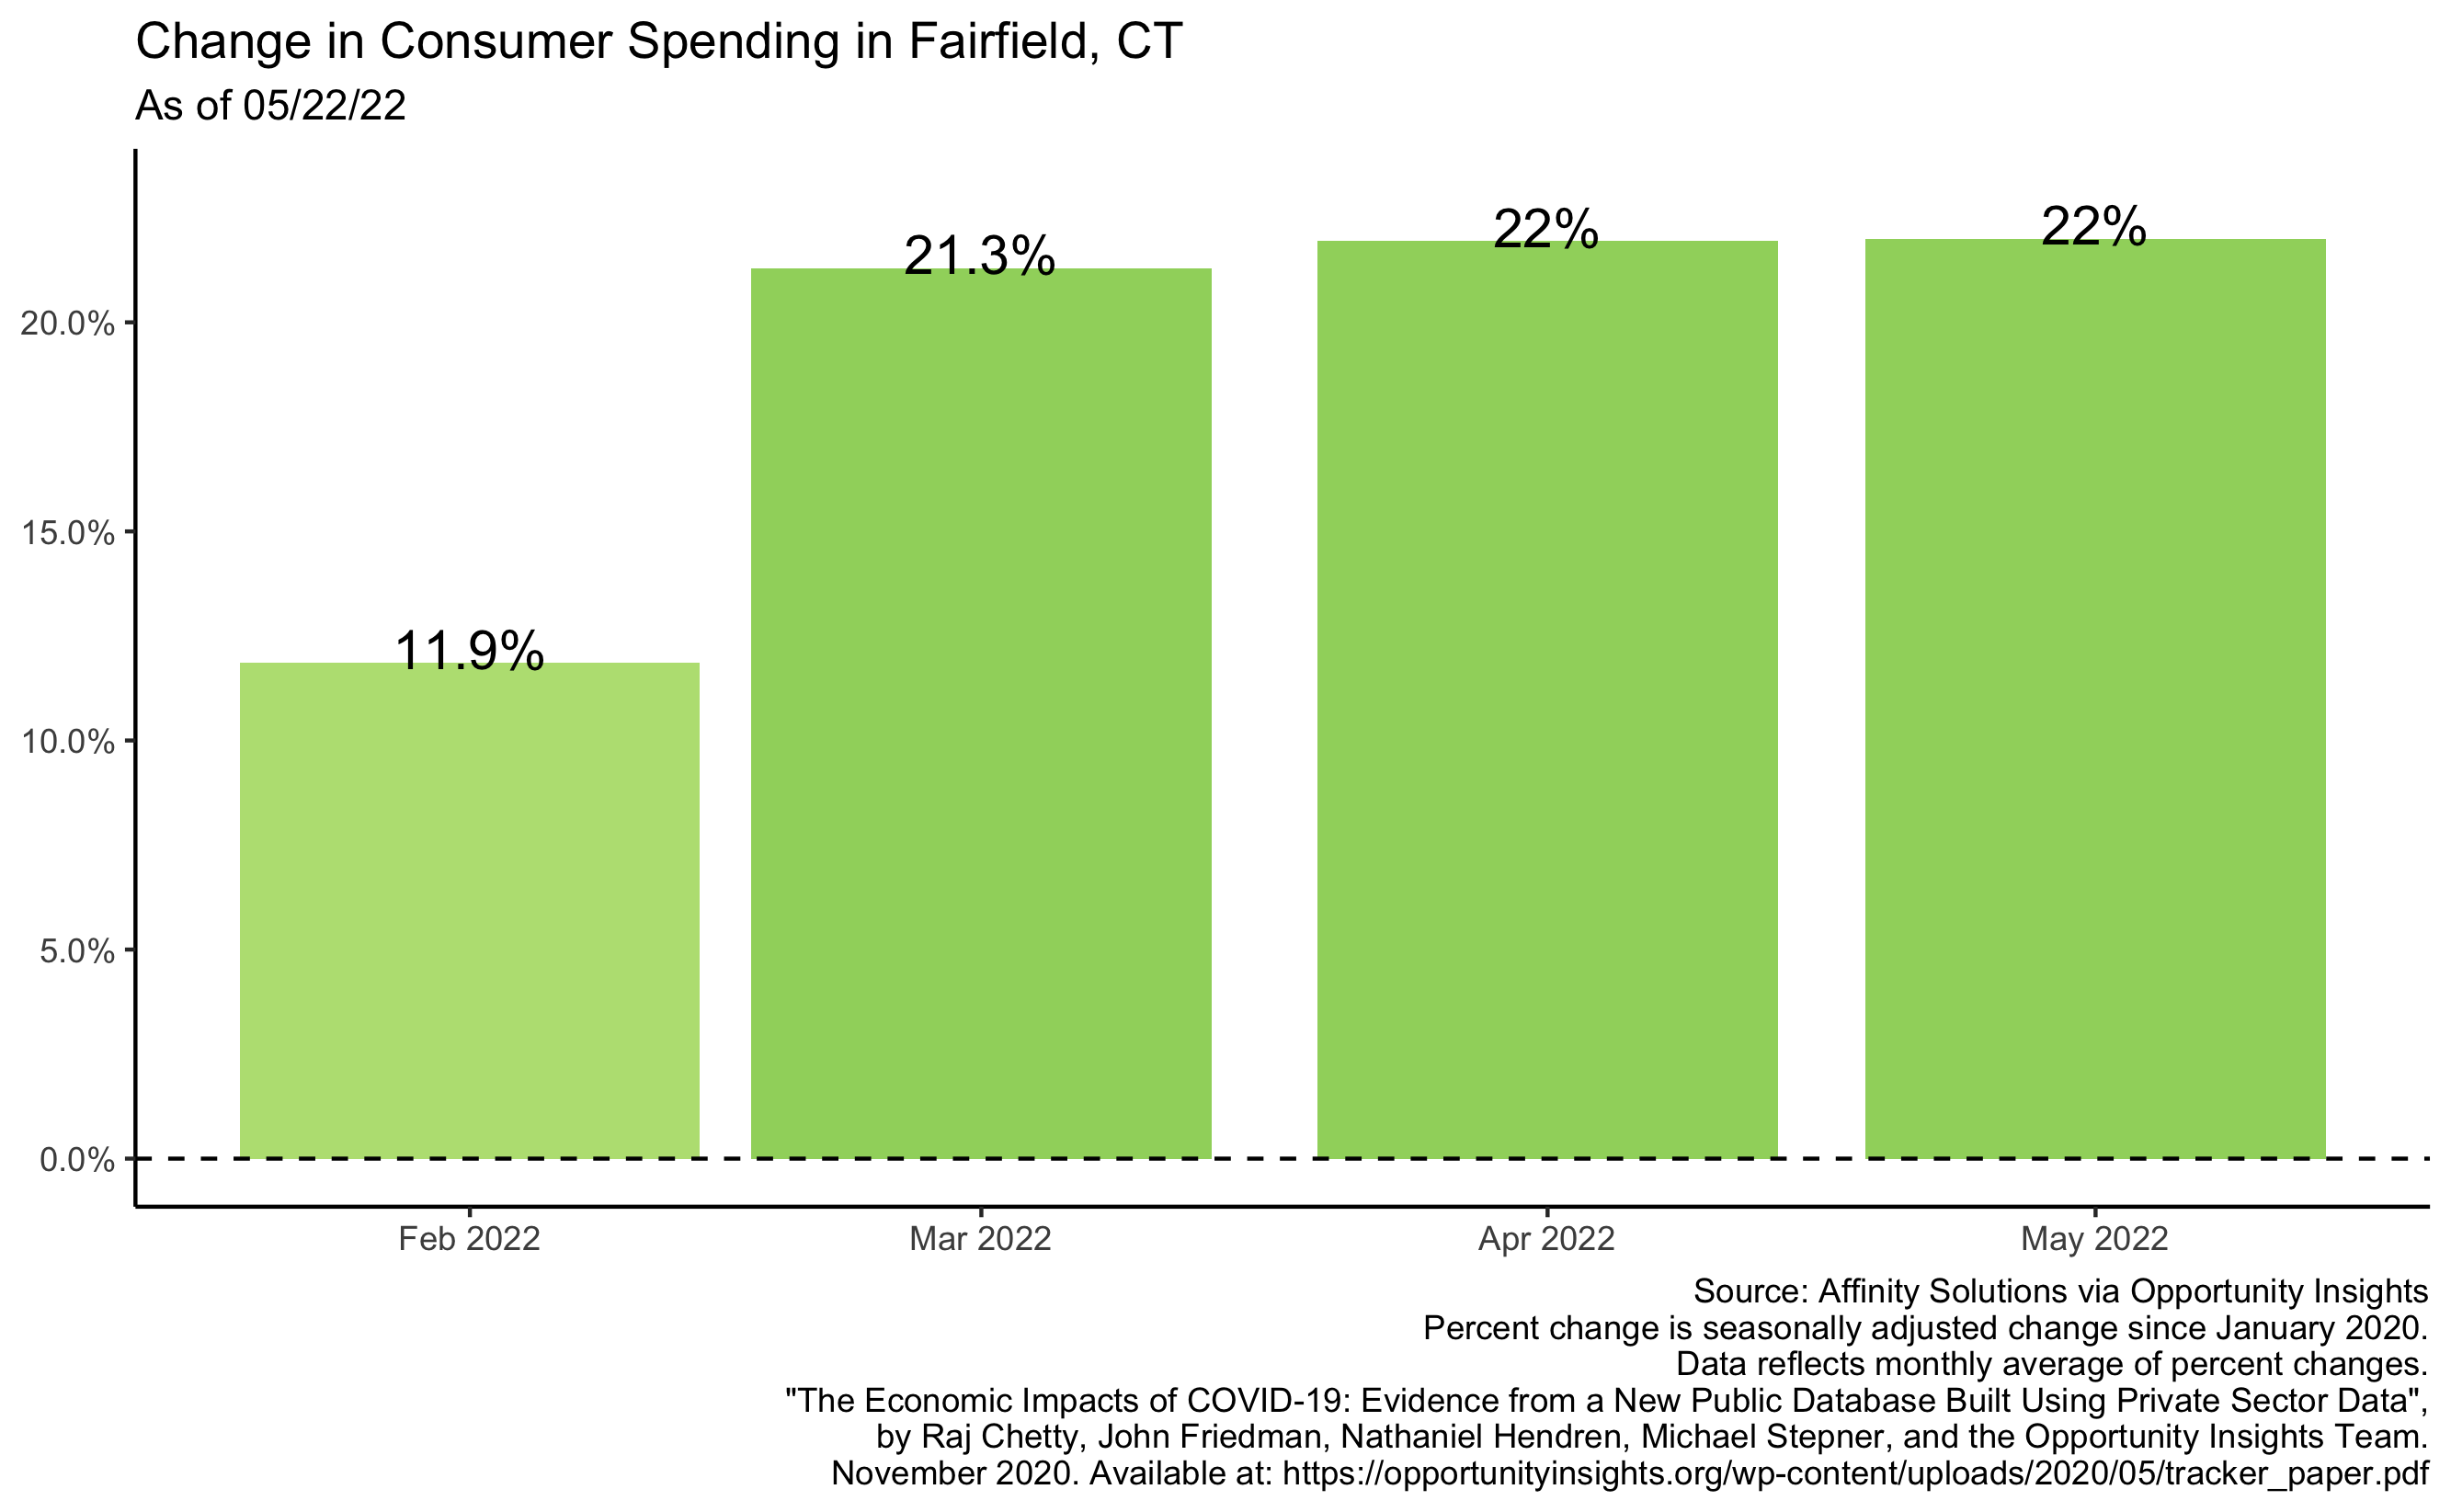 Change in Consumer Spending in Fairfield, CT
As of 05/22/22
22%
22%
21.3%
20.0%
15.0%
11.9%
10.0%
5.0%
0.0%
Feb 2022
Mar 2022
Apr 2022
May 2022
Source: Affinity Solutions via Opportunity Insights
Percent change is seasonally adjusted change since January 2020.
Data reflects monthly average of percent changes.
"The Economic Impacts of COVID-19: Evidence from a New Public Database Built Using Private Sector Data",
by Raj Chetty, John Friedman, Nathaniel Hendren, Michael Stepner, and the Opportunity Insights Team.
November 2020. Available at: https://opportunityinsights.org/wp-content/uploads/2020/05/tracker_paper.pdf